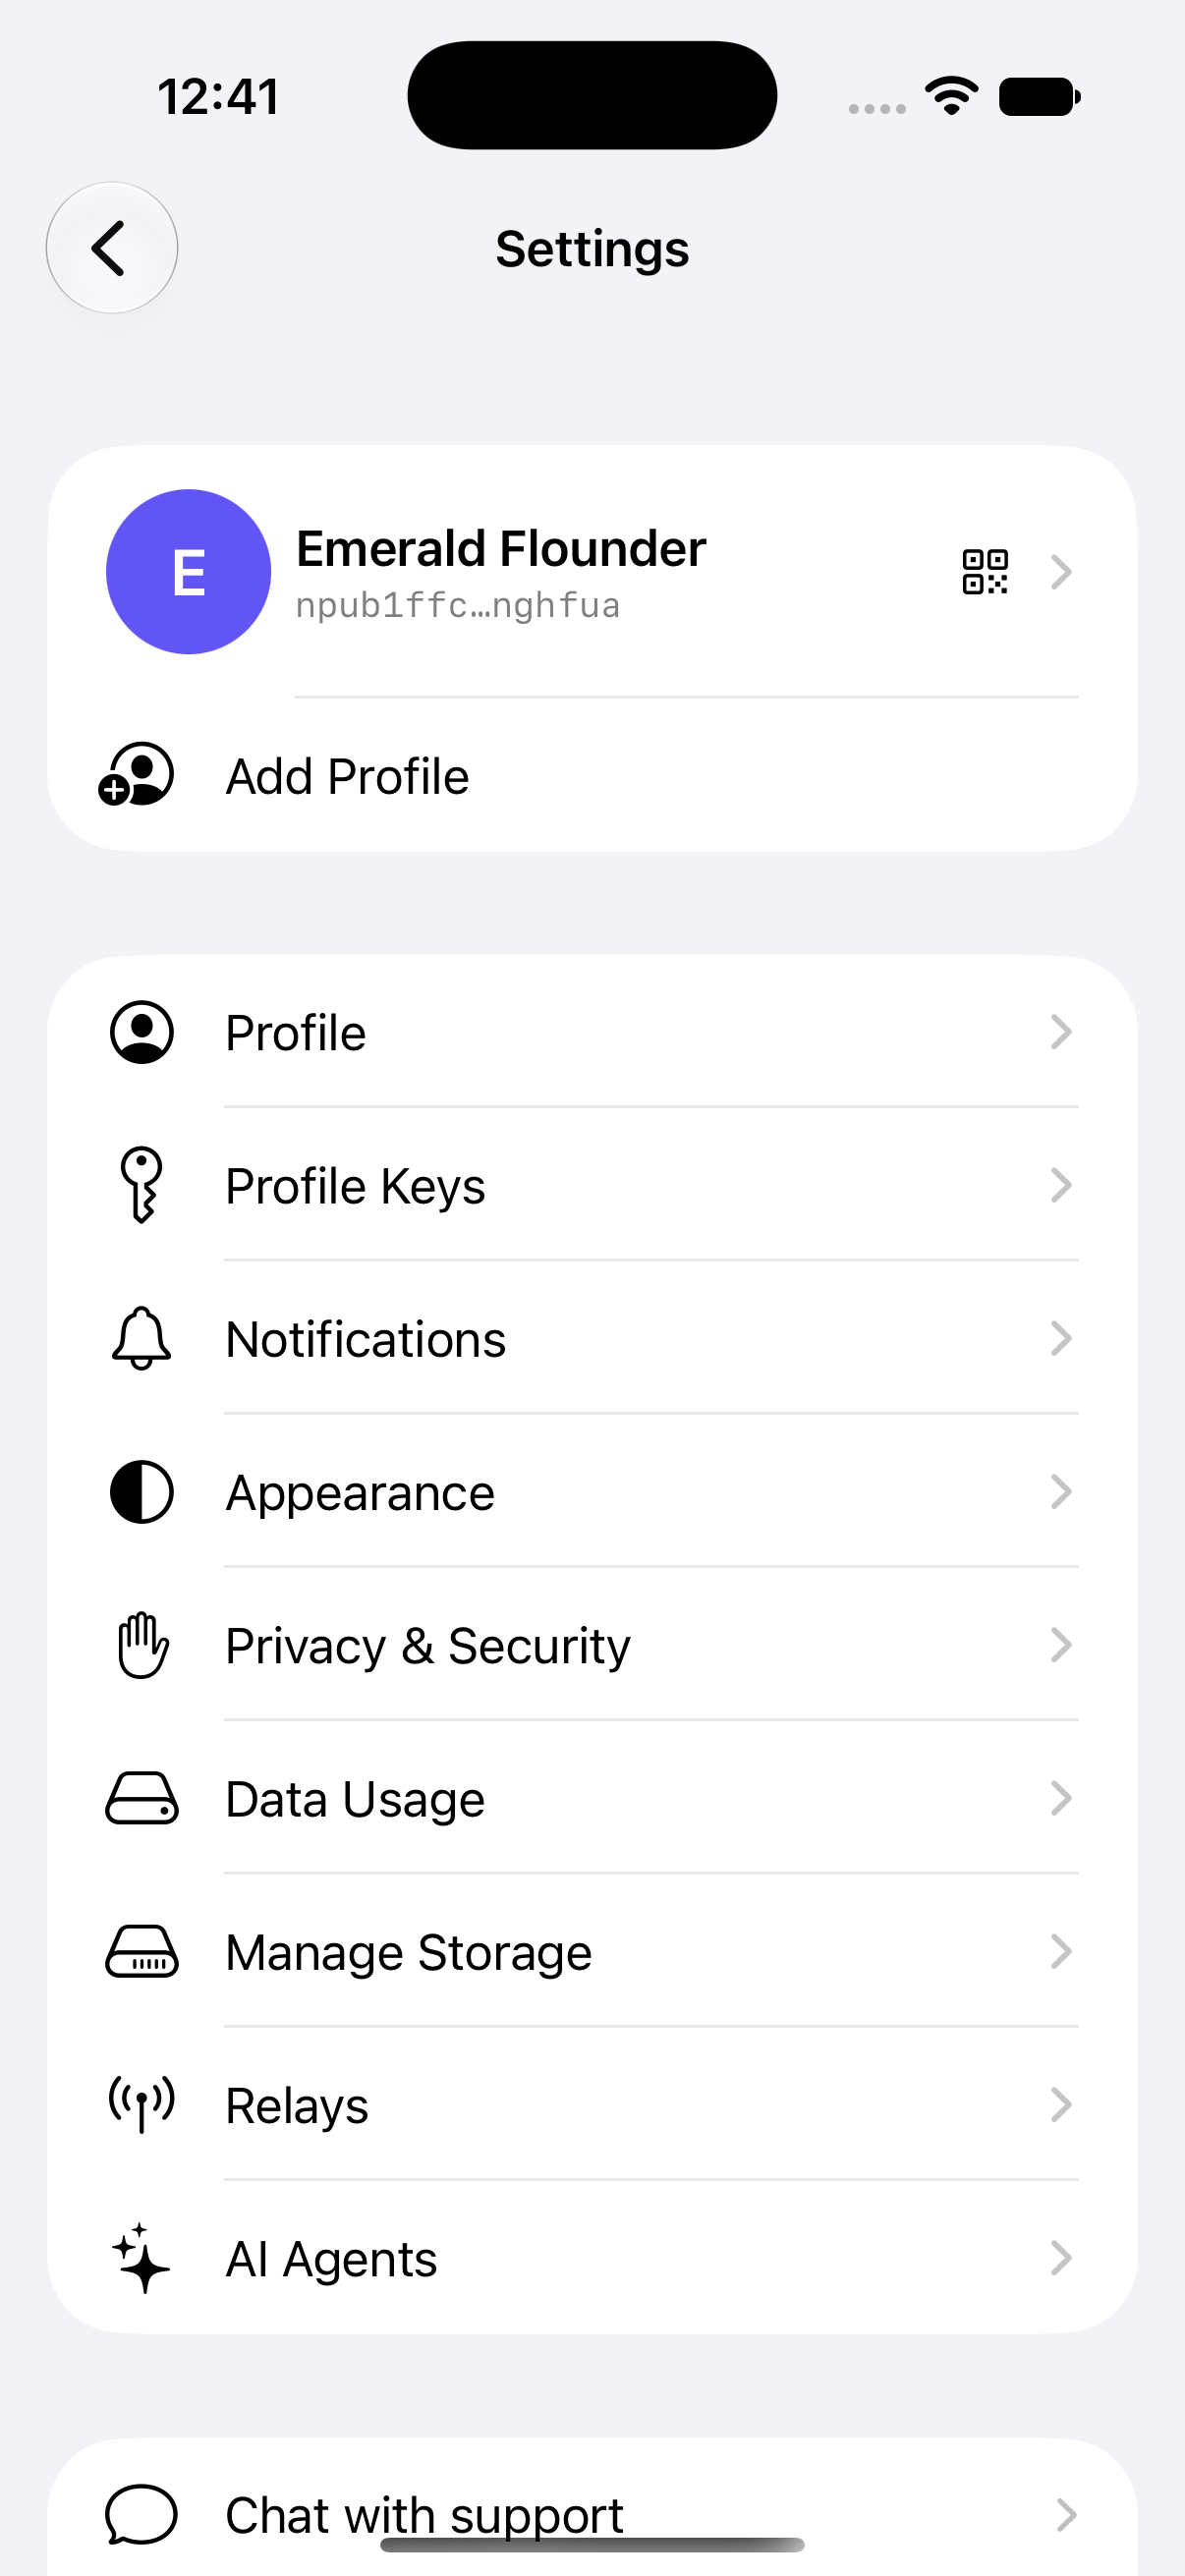 12:41
Settings
E
Emerald Flounder
npub1ffc…nghfua
Add Profile
Profile
Profile Keys
Notifications
Appearance
Privacy & Security
Data Usage
Manage Storage
Relays
AI Agents
Chat with support